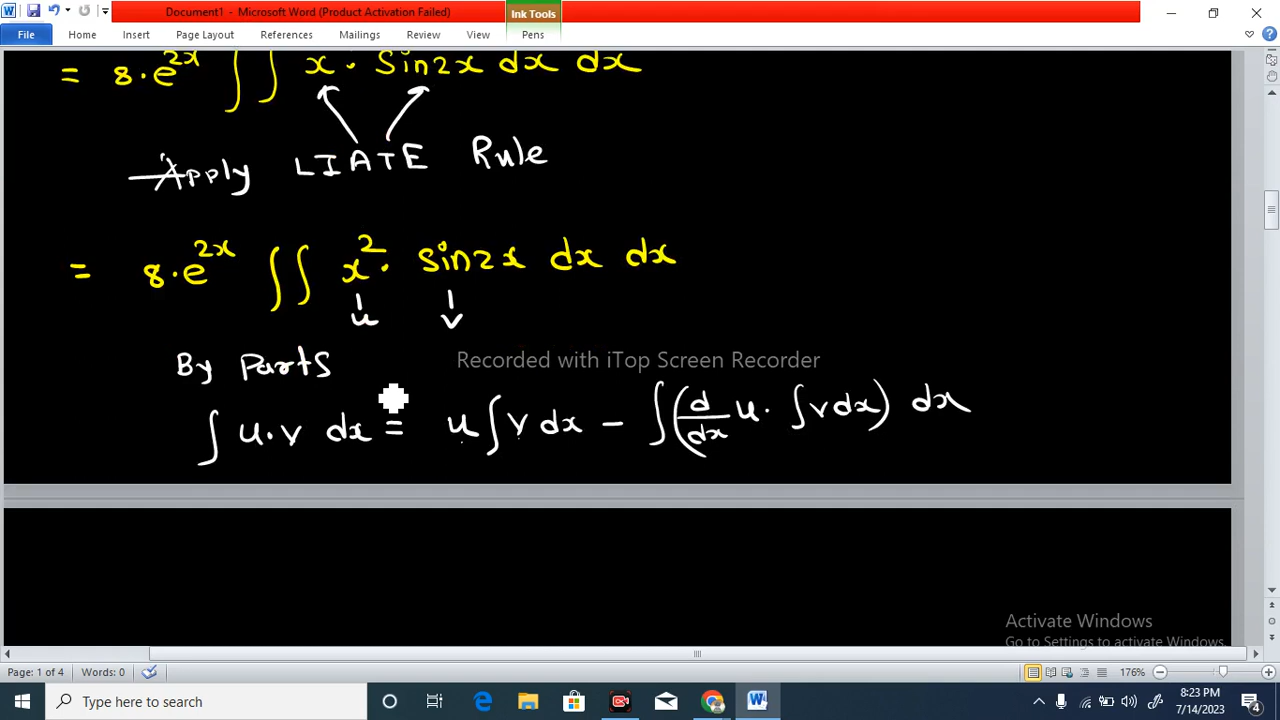 Document1 - Microsoft Word (Product Activation Failed)
Ink Tools
File Home Insert Page Layout References Mailings Review View Pens
= 8·e^2x ∫∫ x· Sin2x dx dx
Apply LIATE Rule
= 8·e^2x ∫∫ x^2· Sin2x dx dx
u v
By Parts
Recorded with iTop Screen Recorder
∫ u·v dx = u∫v dx - ∫(d/dx u· ∫vdx) dx
Activate Windows
Go to Settings to activate Windows.
Page: 1 of 4 Words: 0 176%
Type here to search
8:23 PM
7/14/2023
4